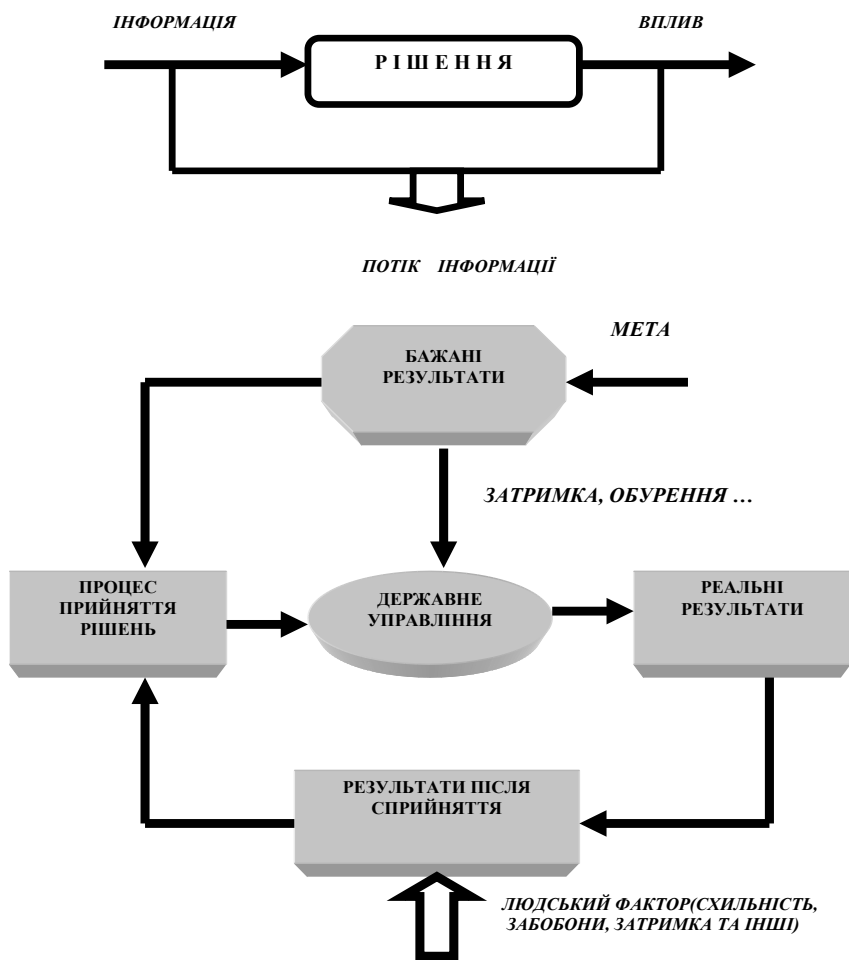 ІНФОРМАЦІЯ
ВПЛИВ
Р І Ш Е Н Н Я
ПОТІК ІНФОРМАЦІЇ
МЕТА
БАЖАНІ
РЕЗУЛЬТАТИ
ЗАТРИМКА, ОБУРЕННЯ ...
ПРОЦЕС
ПРИЙНЯТТЯ
РІШЕНЬ
ДЕРЖАВНЕ
УПРАВЛІННЯ
РЕАЛЬНІ
РЕЗУЛЬТАТИ
РЕЗУЛЬТАТИ ПІСЛЯ
СПРИЙНЯТТЯ
ЛЮДСЬКИЙ ФАКТОР(СХИЛЬНІСТЬ,
ЗАБОБОНИ, ЗАТРИМКА ТА ІНШІ)